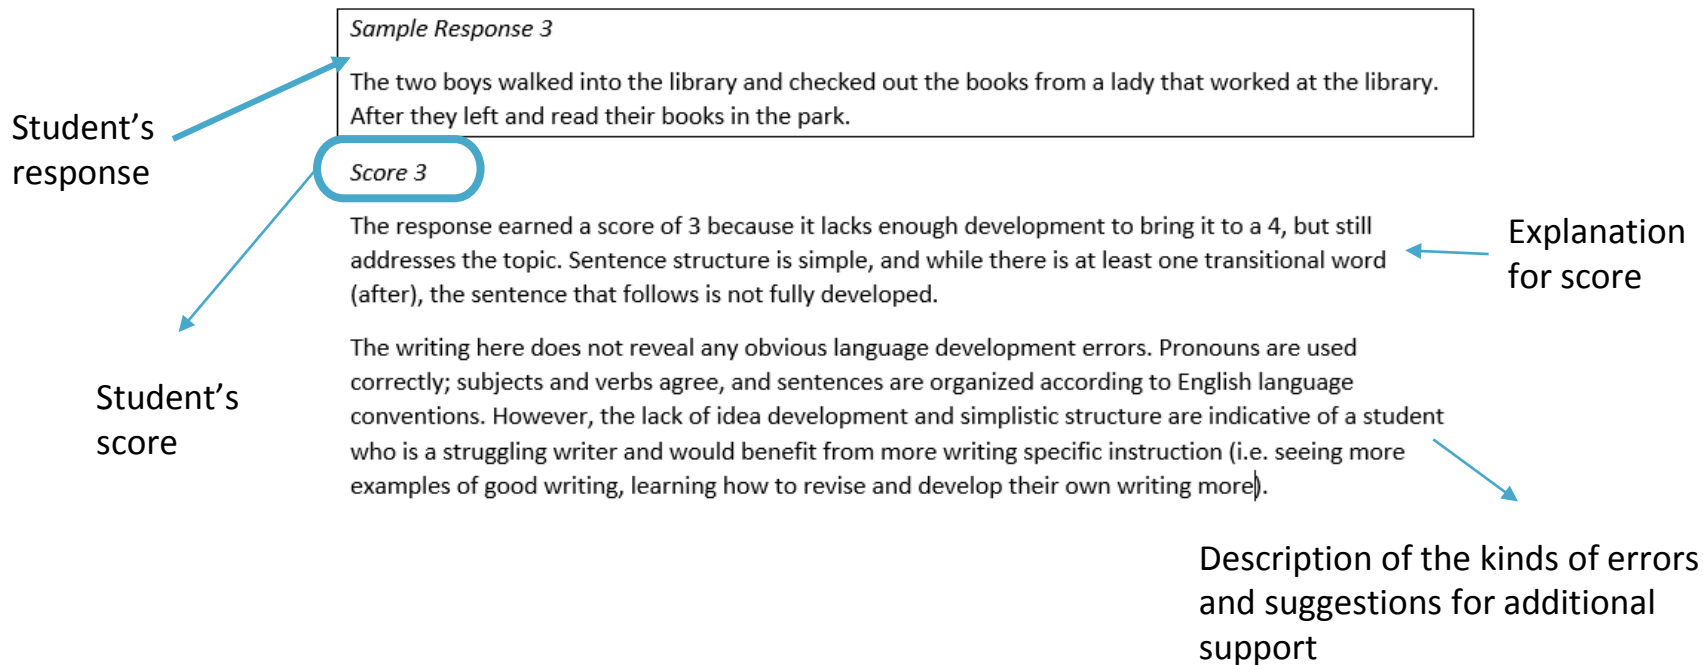 Sample Response 3
The two boys walked into the library and checked out the books from a lady that worked at the library.
After they left and read their books in the park.
Student's
response
Score 3
The response earned a score of 3 because it lacks enough development to bring it to a 4, but still
addresses the topic. Sentence structure is simple, and while there is at least one transitional word
(after), the sentence that follows is not fully developed.
Explanation
for score
The writing here does not reveal any obvious language development errors. Pronouns are used
correctly; subjects and verbs agree, and sentences are organized according to English language
conventions. However, the lack of idea development and simplistic structure are indicative of a student
who is a struggling writer and would benefit from more writing specific instruction (i.e. seeing more
examples of good writing, learning how to revise and develop their own writing more).
Student's
score
Description of the kinds of errors
and suggestions for additional
support